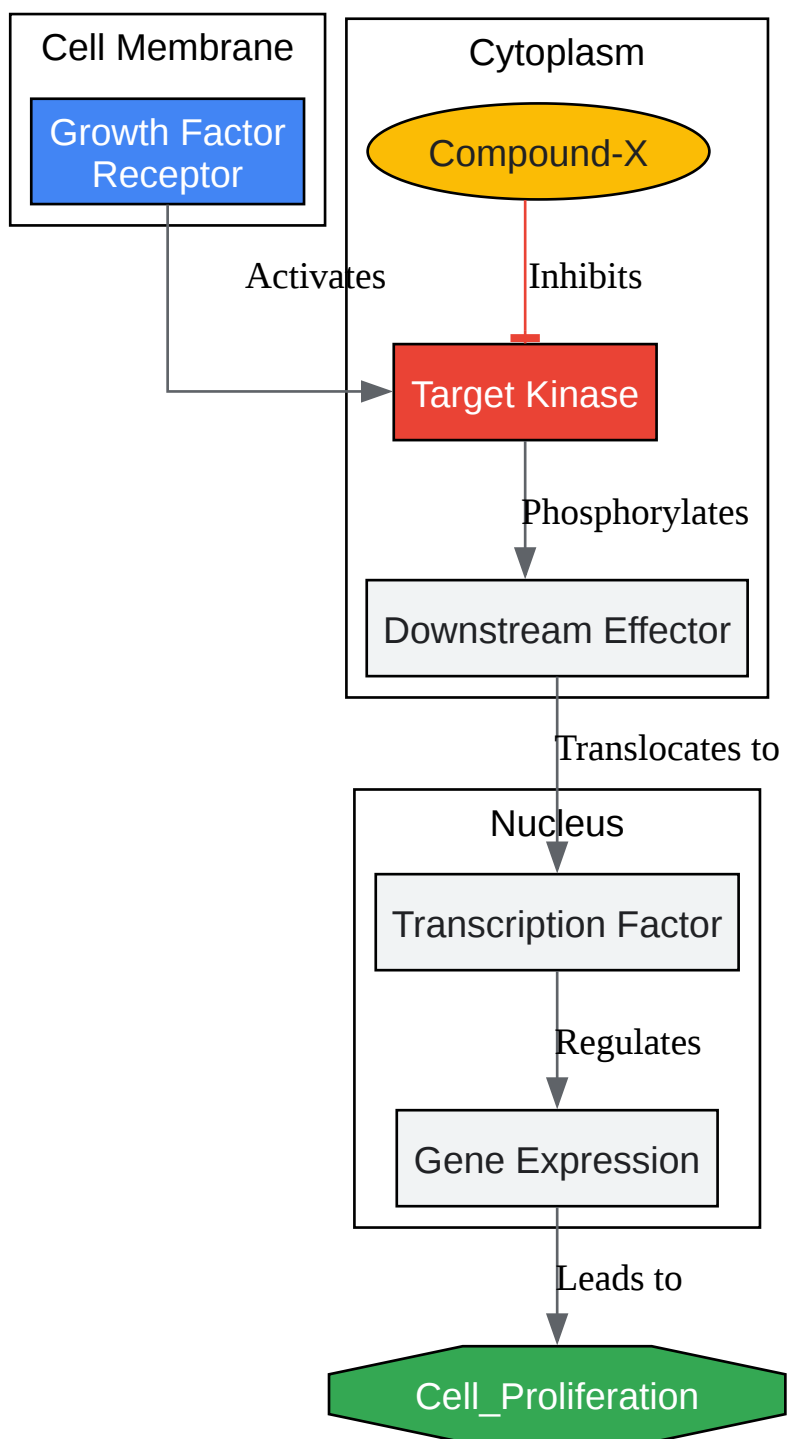 Cell Membrane
Growth Factor
Receptor
Cytoplasm
Compound-X
Activates
Inhibits
Target Kinase
Phosphorylates
Downstream Effector
Translocates to
Nucleus
Transcription Factor
Regulates
Gene Expression
Leads to
Cell_Proliferation